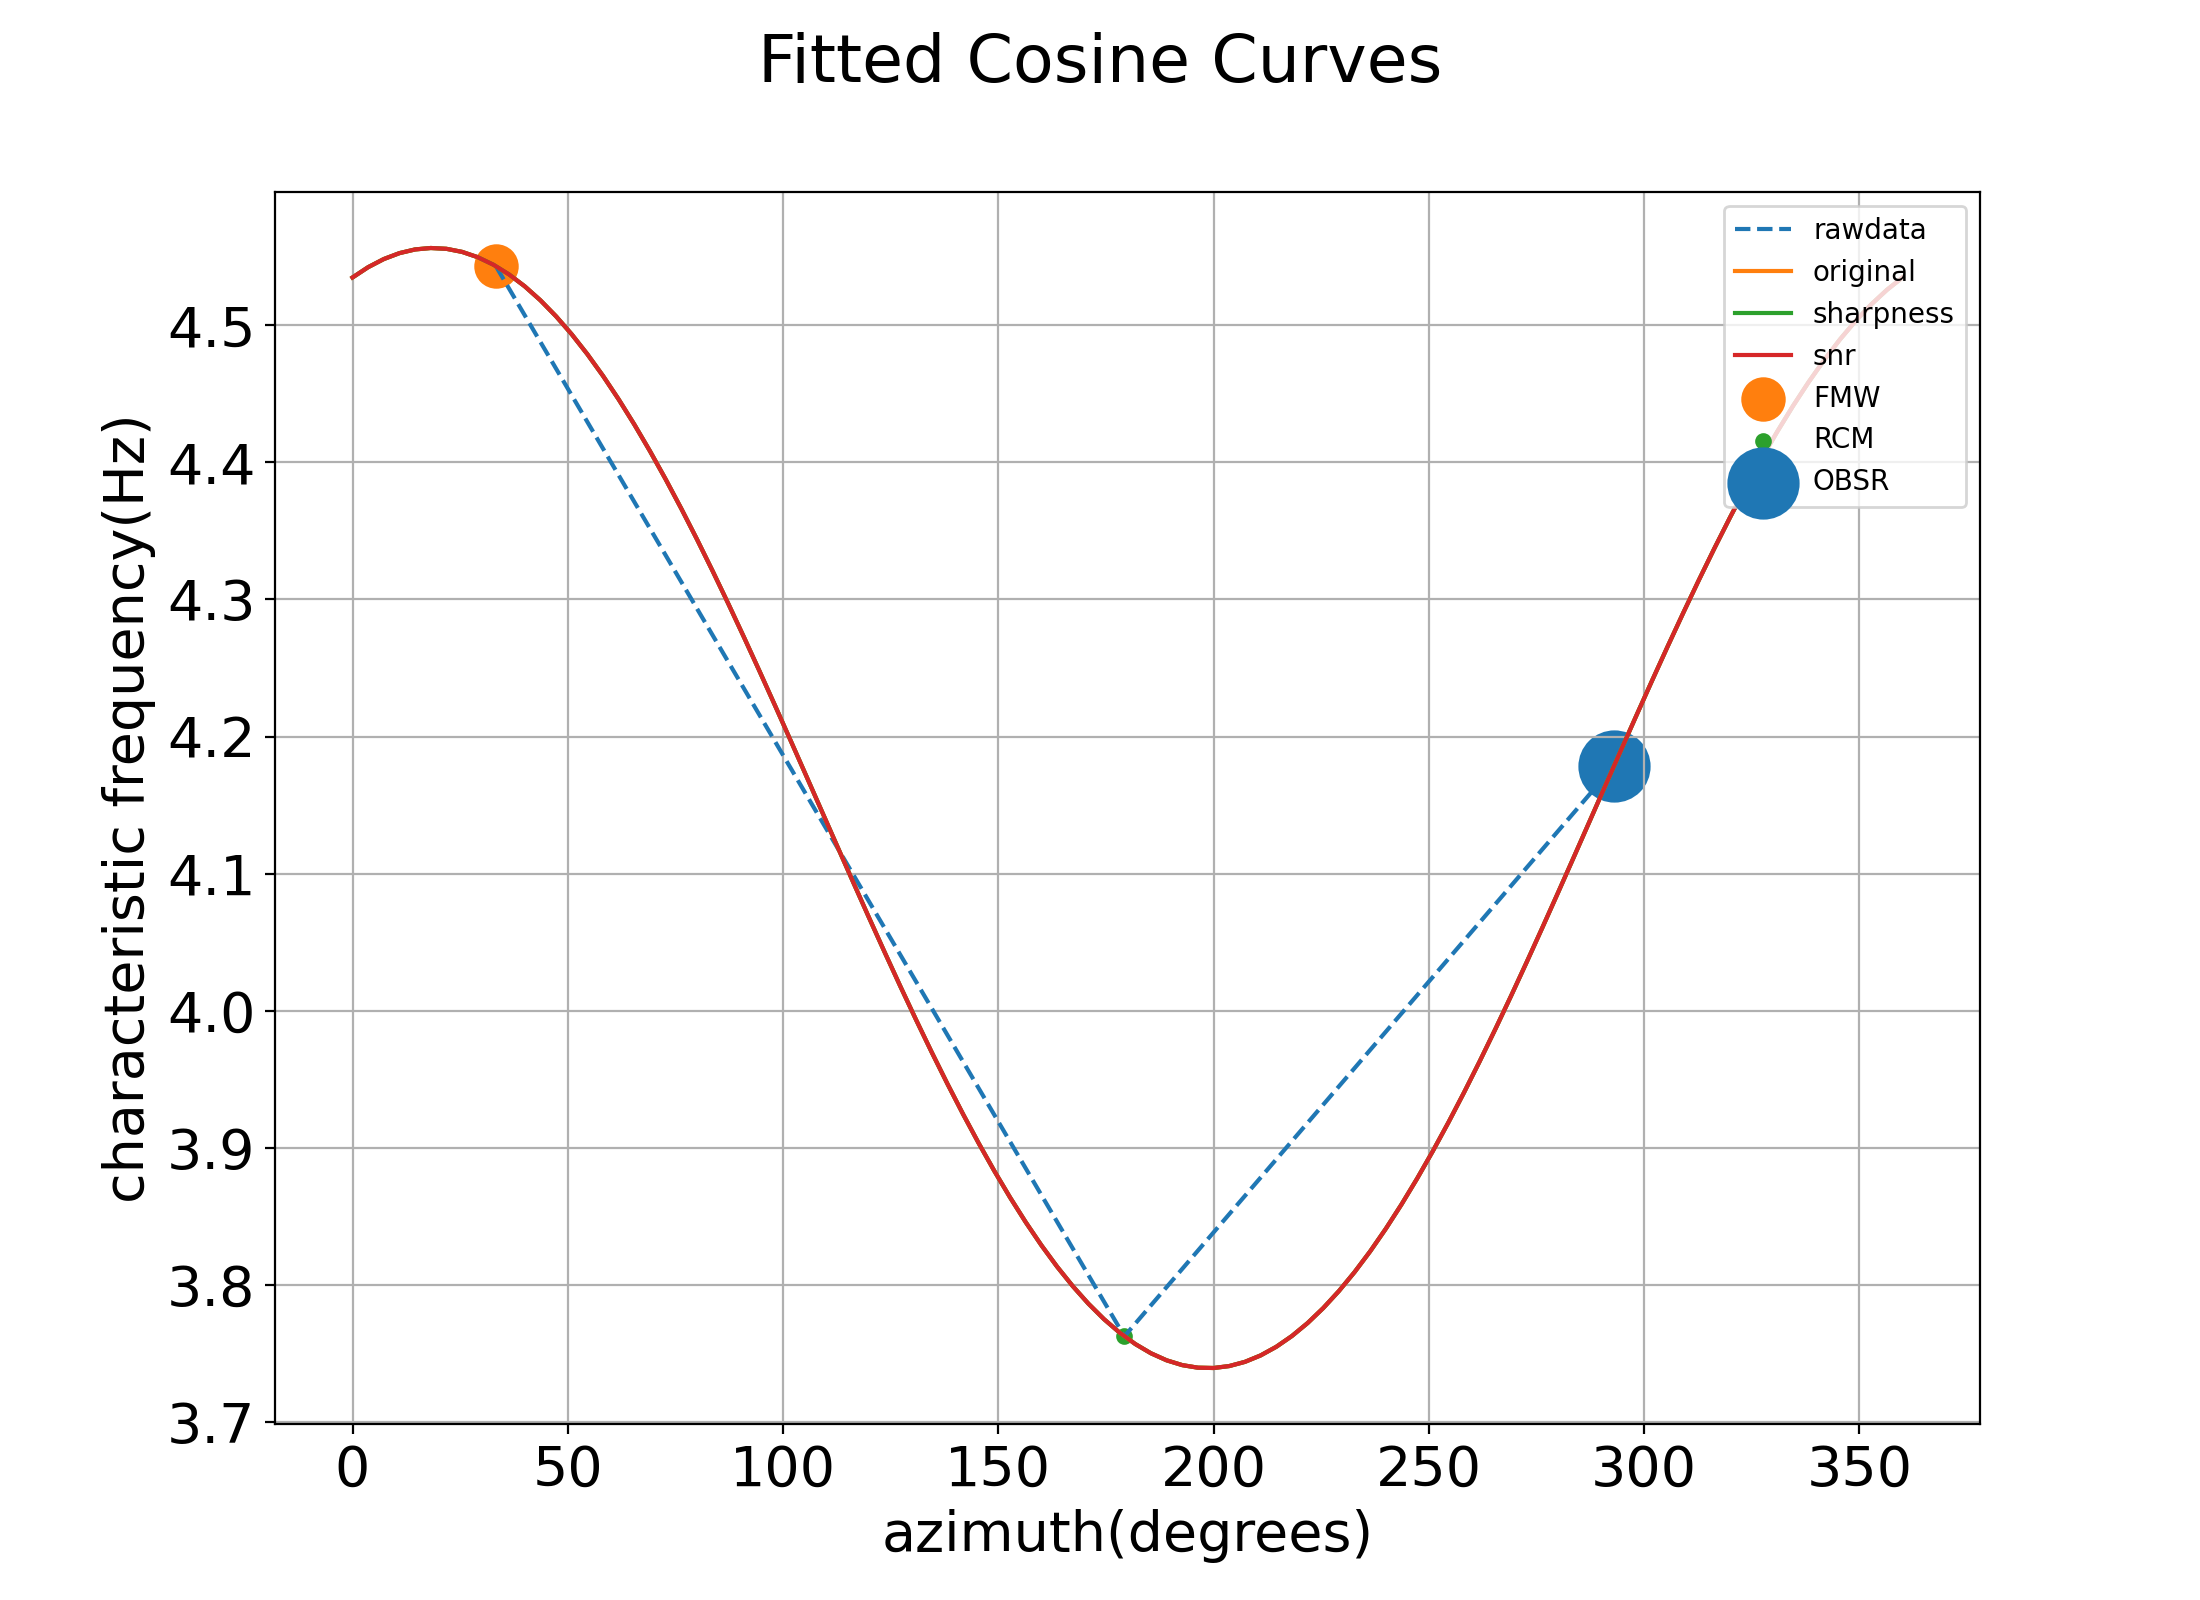 Fitted Cosine Curves
characteristic frequency(Hz)
4.5
4.4
4.3
4.2
4.1
4.0
3.9
3.8
3.7
0 50 100 150 200 250 300 350
azimuth(degrees)
rawdata
original
sharpness
snr
FMW
RCM
OBSR